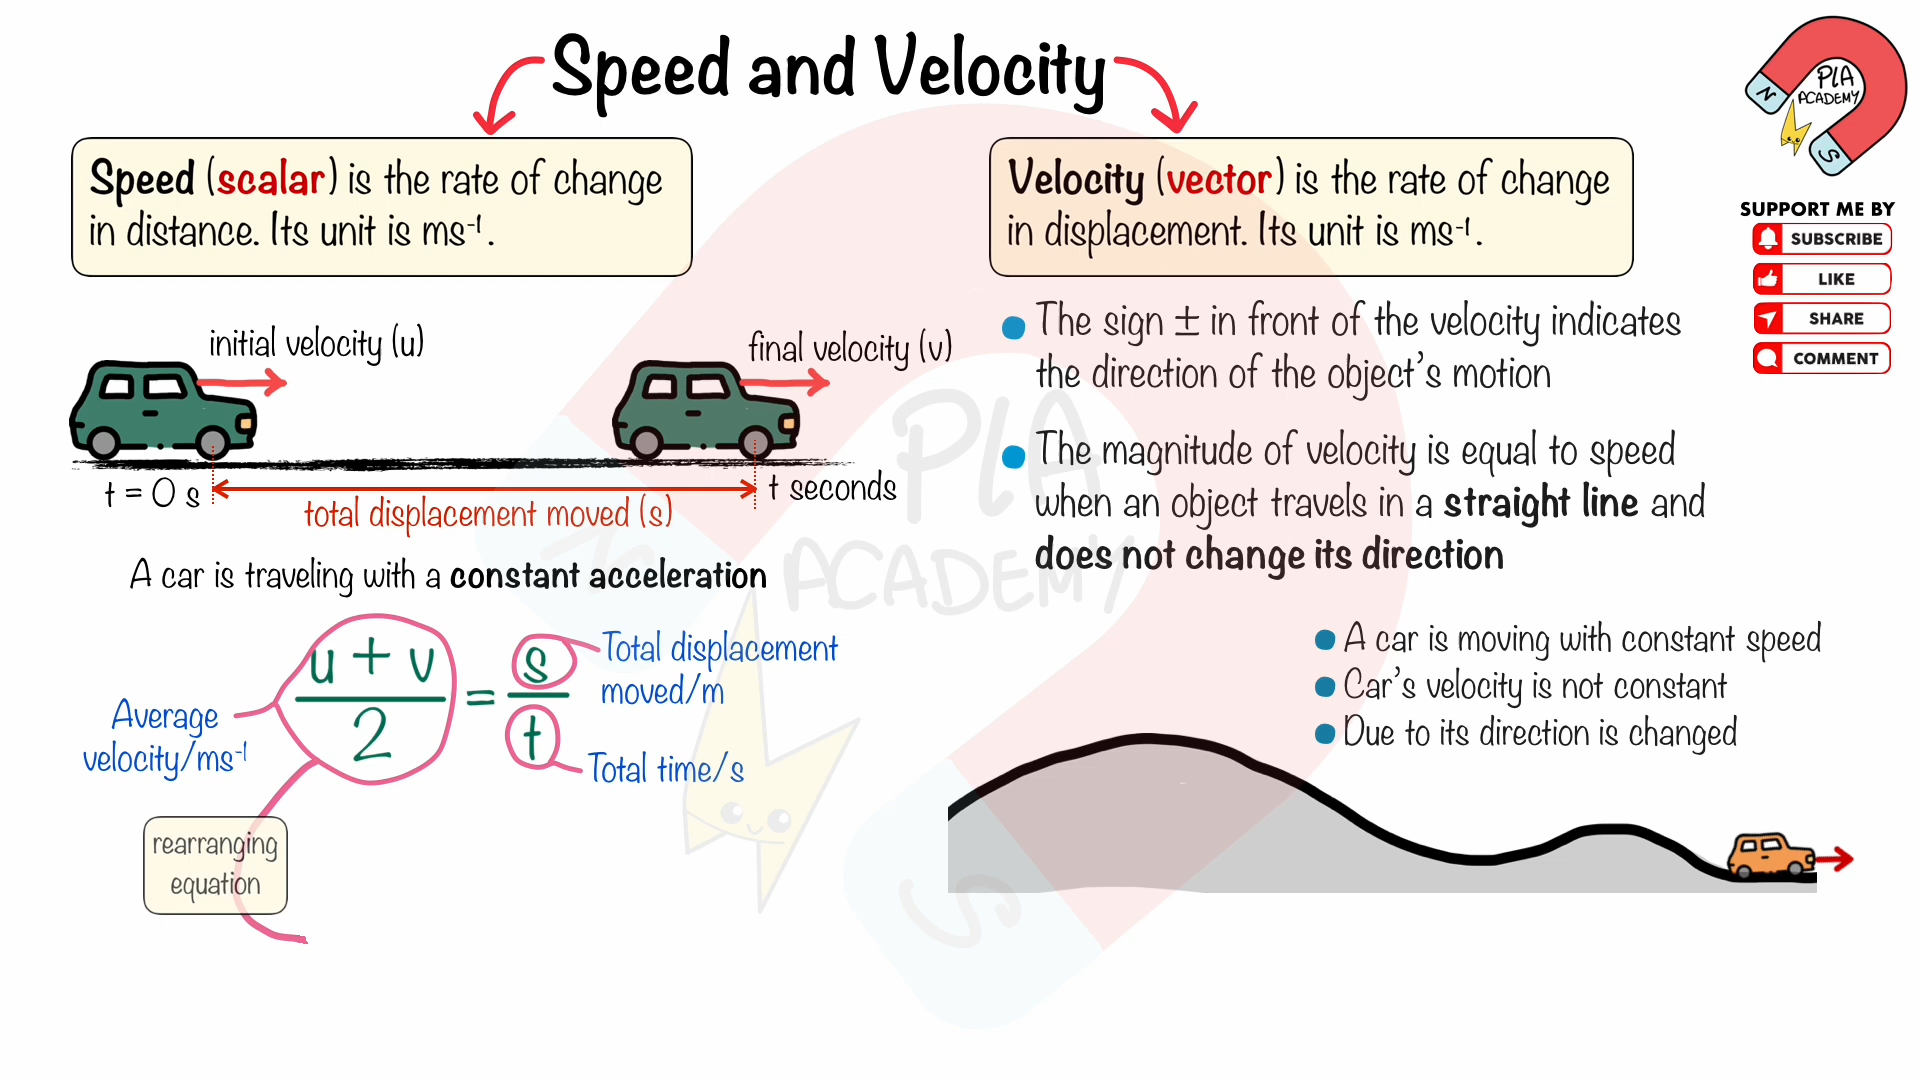 Speed and Velocity
Speed (scalar) is the rate of change
in distance. Its unit is ms⁻¹.
initial velocity (u)
final velocity (v)
t = 0 s
total displacement moved (s)
t seconds
A car is traveling with a constant acceleration
u + v
2
=
s
t
Average
velocity/ms⁻¹
Total displacement
moved/m
Total time/s
rearranging
equation
Velocity (vector) is the rate of change
in displacement. Its unit is ms⁻¹.
The sign ± in front of the velocity indicates
the direction of the object's motion
The magnitude of velocity is equal to speed
when an object travels in a straight line and
does not change its direction
A car is moving with constant speed
Car's velocity is not constant
Due to its direction is changed
PLA
ACADEMY
N
S
SUPPORT ME BY
SUBSCRIBE
LIKE
SHARE
COMMENT
PLA
ACADEMY
N
S